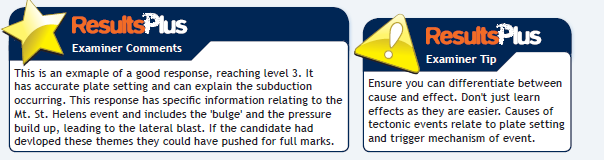 ResultsPlus
Examiner Comments
This is an exmaple of a good response, reaching level 3. It
has accurate plate setting and can explain the subduction
occurring. This response has specific information relating to the
Mt. St. Helens event and includes the 'bulge' and the pressure
build up, leading to the lateral blast. If the candidate had
devloped these themes they could have pushed for full marks.
ResultsPlus
Examiner Tip
Ensure you can differentiate between
cause and effect. Don't just learn
effects as they are easier. Causes of
tectonic events relate to plate setting
and trigger mechanism of event.